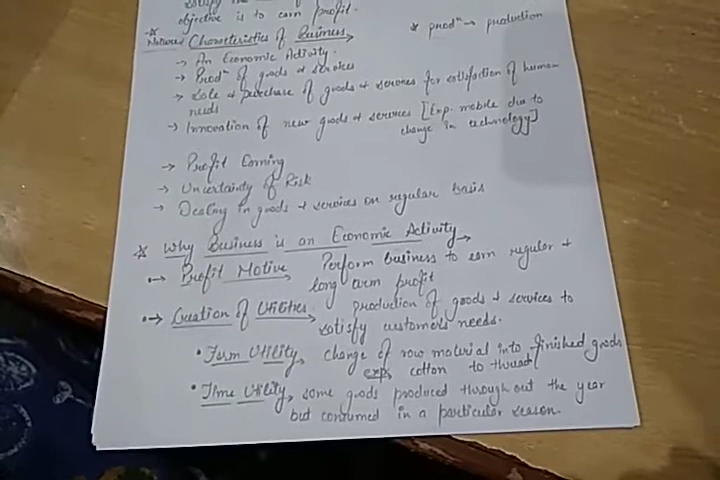 satisfy the
objective is to earn profit.
* Nature/Characteristics of Business → * prodⁿ → production
→ An Economic Activity.
→ Prodⁿ of goods & services
→ Sale & purchase of goods & services for satisfaction of human
needs
→ Innovation of new goods & services [Exp. mobile due to
change in technology]
→ Profit Earning
→ Uncertainty of Risk
→ Dealing in goods & services on regular basis
* Why Business is an Economic Activity →
•→ Profit Motive → Perform business to earn regular &
long term profit
•→ Creation of Utilities → production of goods & services to
satisfy customers needs.
• Form Utility → change of raw material into finished goods
exp → cotton to thread
• Time Utility → some goods produced through out the year
but consumed in a particular season.